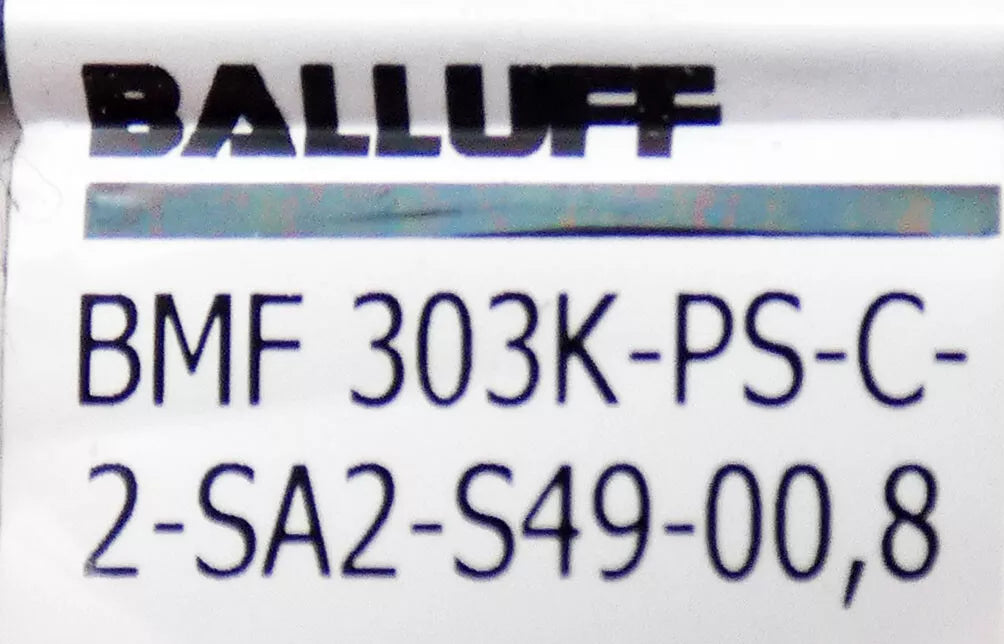 BALLUFF
BMF 303K-PS-C-
2-SA2-S49-00,8